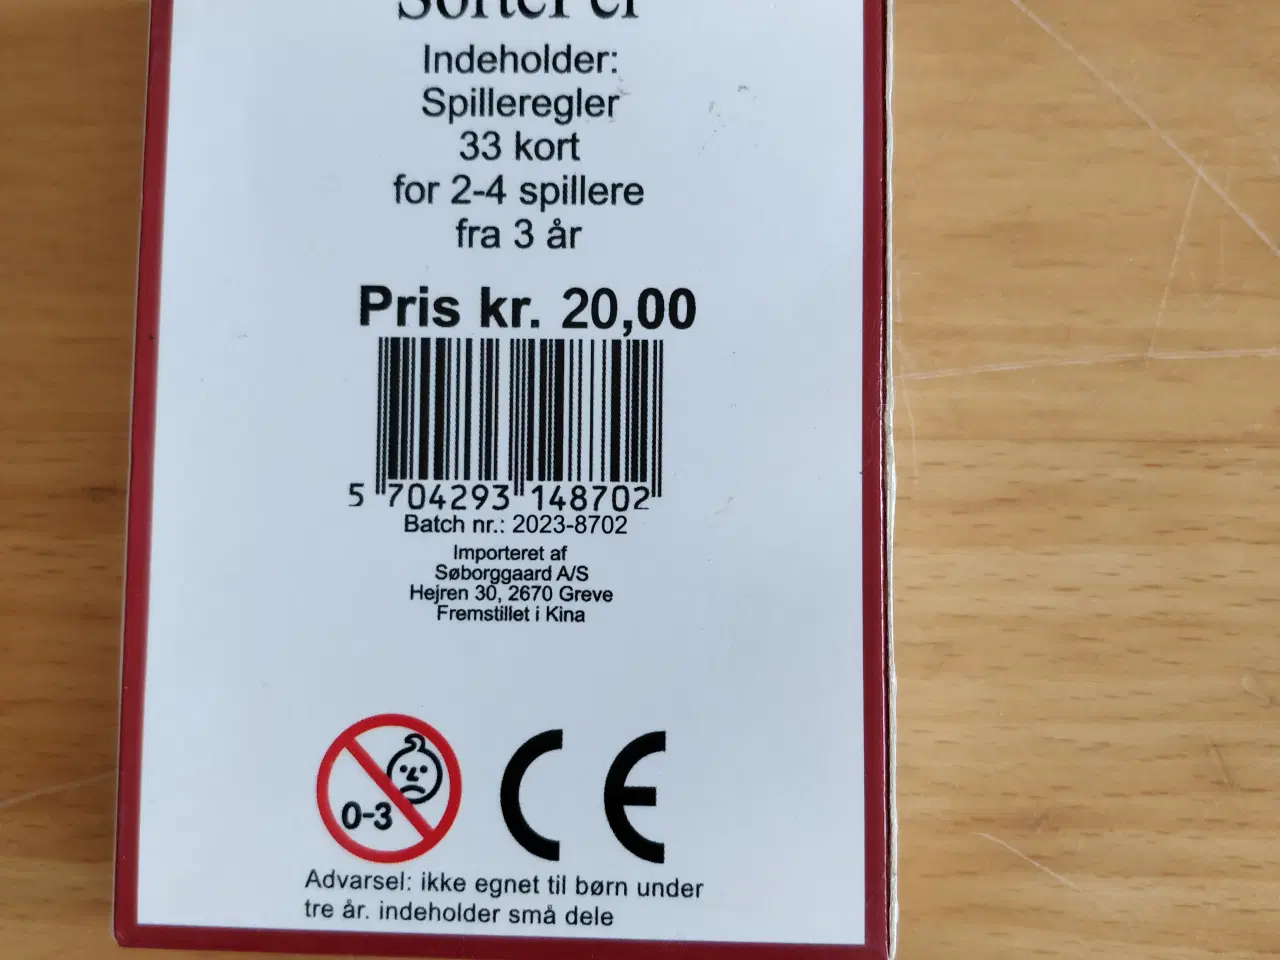 SortePer
Indeholder:
Spilleregler
33 kort
for 2-4 spillere
fra 3 år
Pris kr. 20,00
5 704293 148702
Batch nr.: 2023-8702
Importeret af
Søborggaard A/S
Hejren 30, 2670 Greve
Fremstillet i Kina
0-3
CE
Advarsel: ikke egnet til børn under
tre år. indeholder små dele